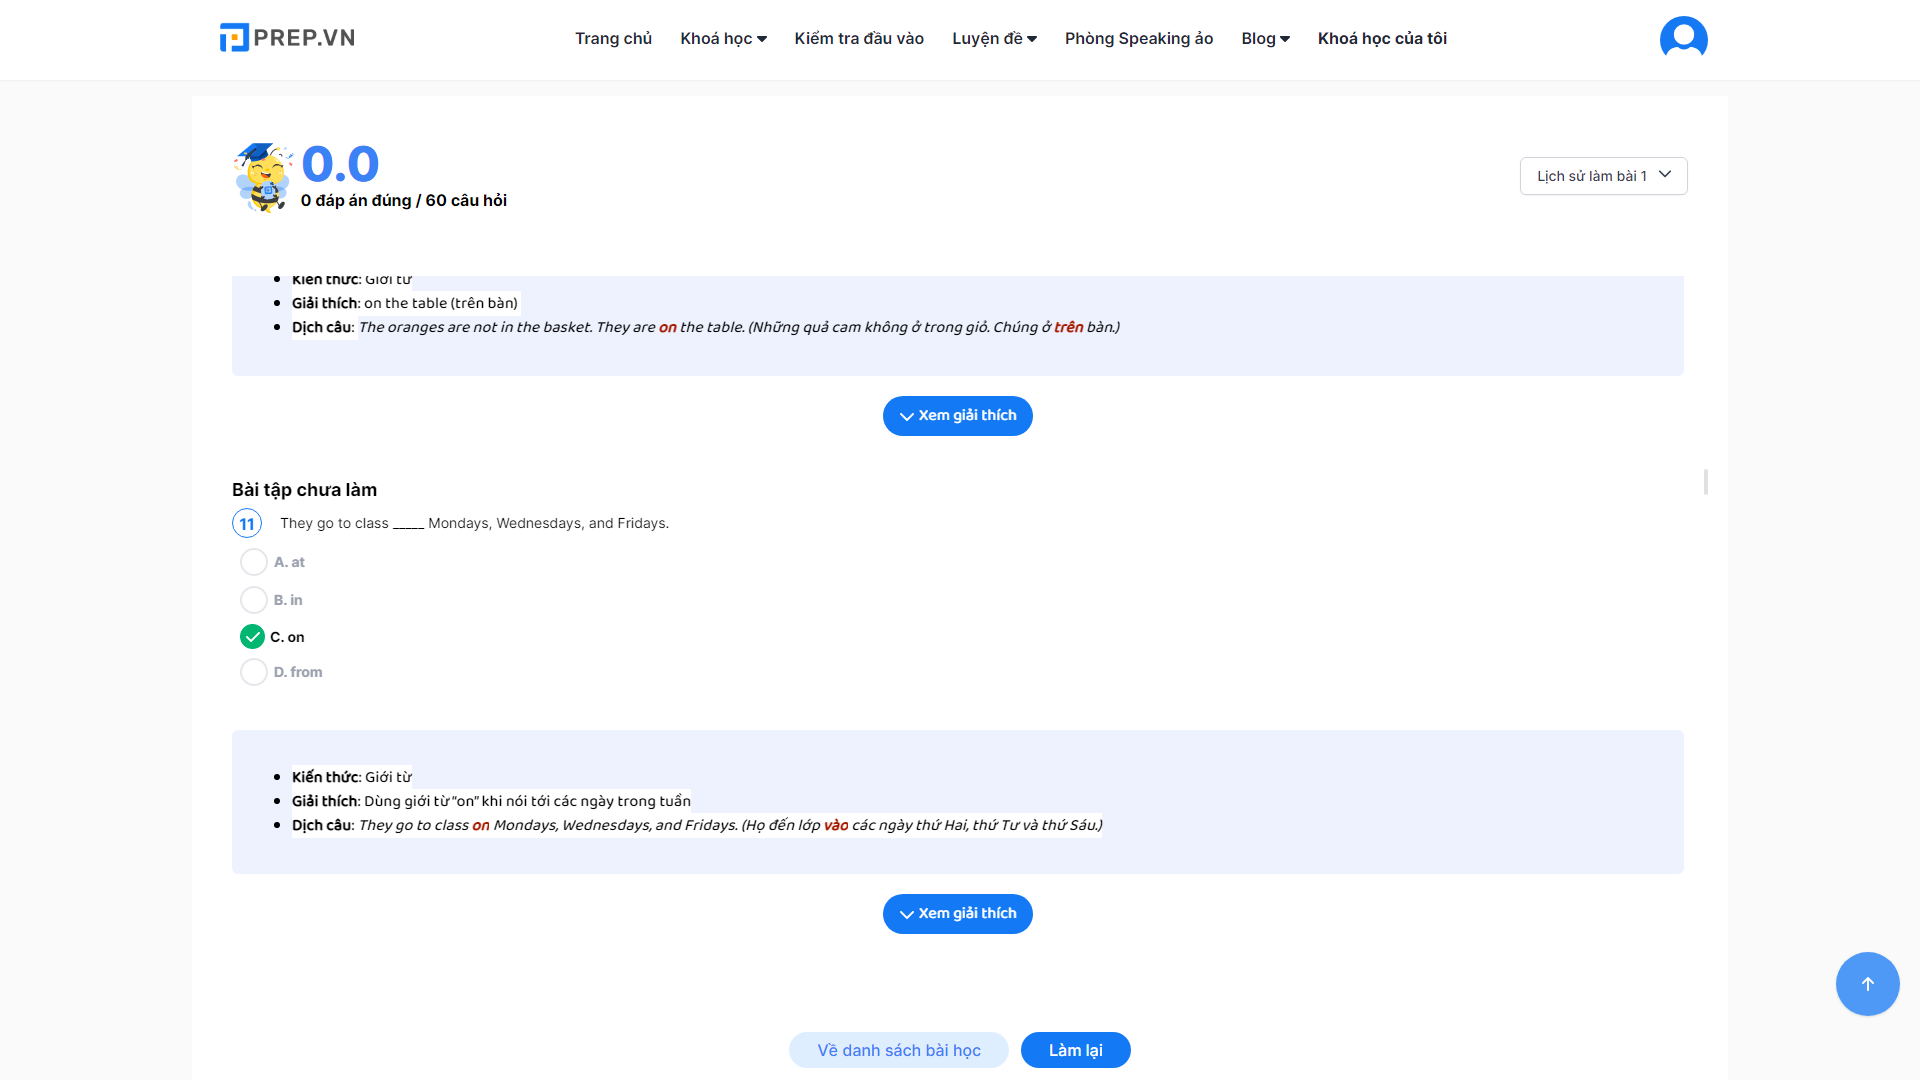 PREP.VN
Trang chủ
Khoá học
Kiểm tra đầu vào
Luyện đề
Phòng Speaking ảo
Blog
Khoá học của tôi
0.0
0 đáp án đúng / 60 câu hỏi
Lịch sử làm bài 1
Kiến thức: Giới từ
Giải thích: on the table (trên bàn)
Dịch câu: The oranges are not in the basket. They are on the table. (Những quả cam không ở trong giỏ. Chúng ở trên bàn.)
Xem giải thích
Bài tập chưa làm
11 They go to class _____ Mondays, Wednesdays, and Fridays.
A. at
B. in
C. on
D. from
Kiến thức: Giới từ
Giải thích: Dùng giới từ "on" khi nói tới các ngày trong tuần
Dịch câu: They go to class on Mondays, Wednesdays, and Fridays. (Họ đến lớp vào các ngày thứ Hai, thứ Tư và thứ Sáu.)
Xem giải thích
Về danh sách bài học
Làm lại